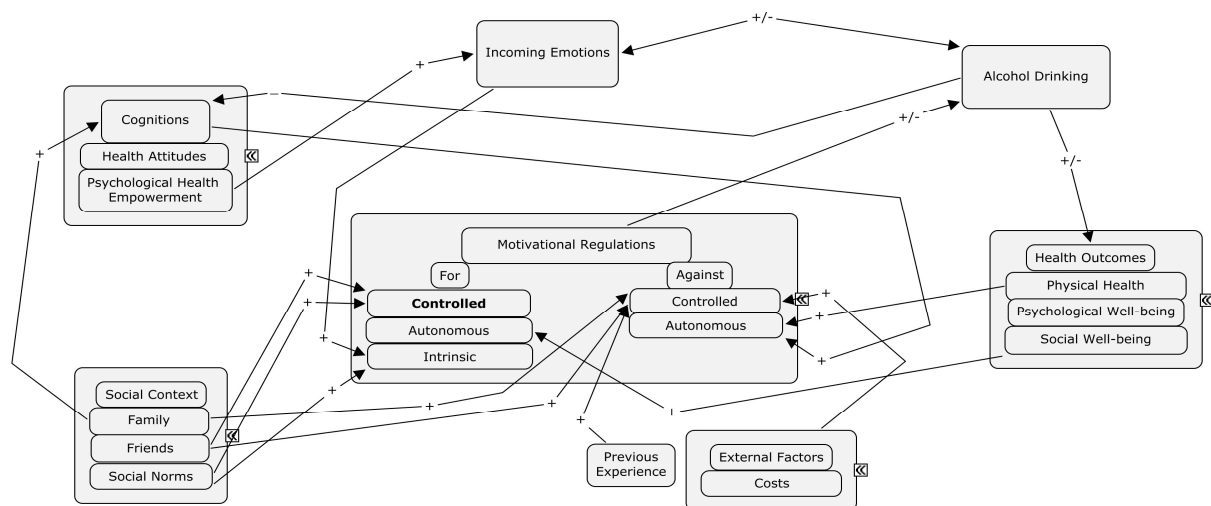 +/-
Incoming Emotions
Alcohol Drinking
+
Cognitions
+/-
Health Attitudes
Psychological Health
Empowerment
+
+/-
Motivational Regulations
For
Against
Controlled
Autonomous
Intrinsic
Controlled
Autonomous
Health Outcomes
Physical Health
Psychological Well-being
Social Well-being
+
+
+
+
+
+
+
+
+
+
Social Context
Family
Friends
Social Norms
Previous
Experience
External Factors
Costs